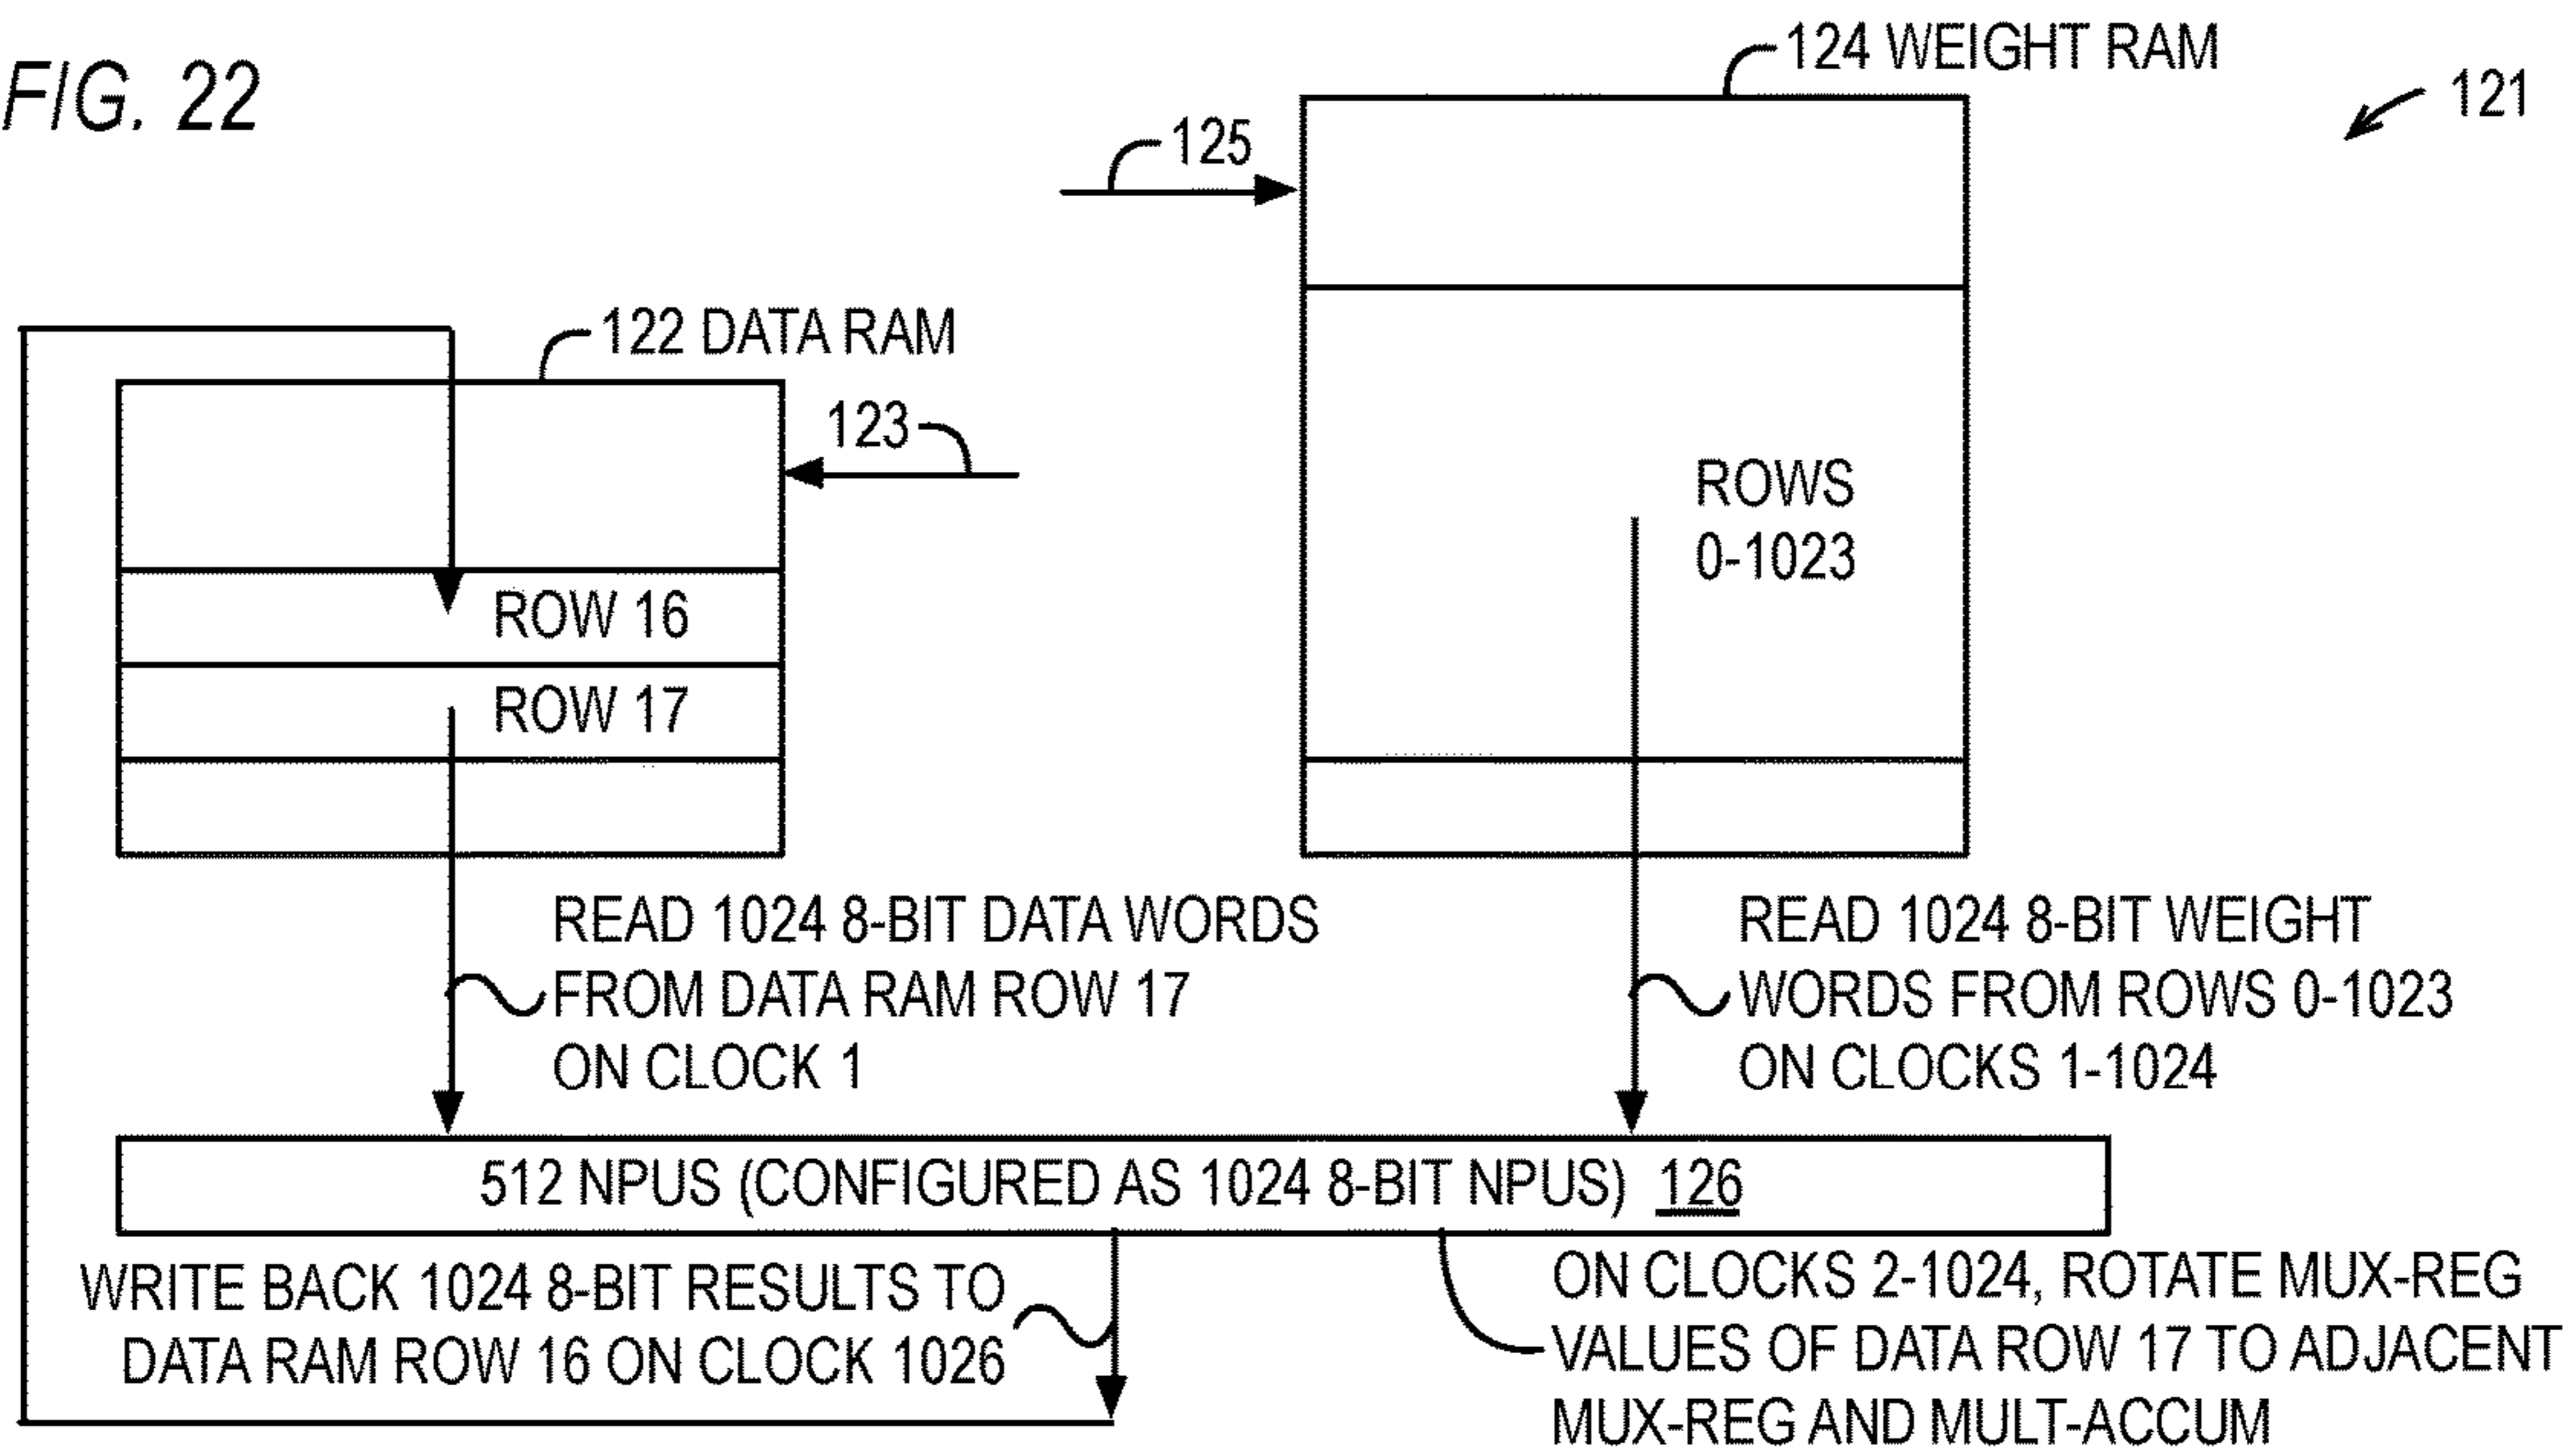 FIG. 22
124 WEIGHT RAM
121
125
122 DATA RAM
123
ROWS
0-1023
ROW 16
ROW 17
READ 1024 8-BIT DATA WORDS
FROM DATA RAM ROW 17
ON CLOCK 1
READ 1024 8-BIT WEIGHT
WORDS FROM ROWS 0-1023
ON CLOCKS 1-1024
512 NPUS (CONFIGURED AS 1024 8-BIT NPUS) 126
WRITE BACK 1024 8-BIT RESULTS TO
DATA RAM ROW 16 ON CLOCK 1026
ON CLOCKS 2-1024, ROTATE MUX-REG
VALUES OF DATA ROW 17 TO ADJACENT
MUX-REG AND MULT-ACCUM